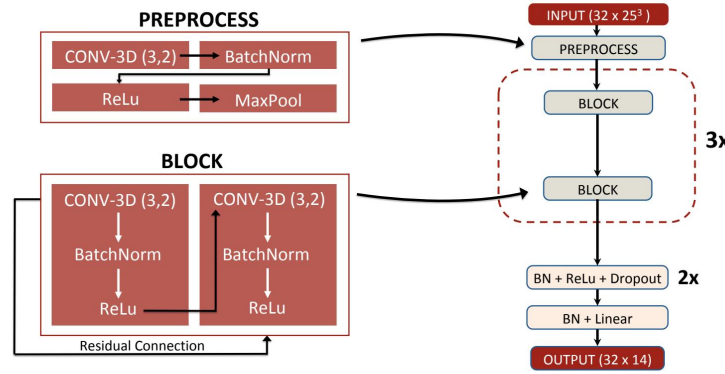 PREPROCESS
CONV-3D (3,2)
BatchNorm
ReLu
MaxPool
BLOCK
CONV-3D (3,2)
BatchNorm
ReLu
CONV-3D (3,2)
BatchNorm
ReLu
Residual Connection
INPUT (32 x 25³ )
PREPROCESS
BLOCK
3x
BLOCK
BN + ReLu + Dropout
2x
BN + Linear
OUTPUT (32 x 14)